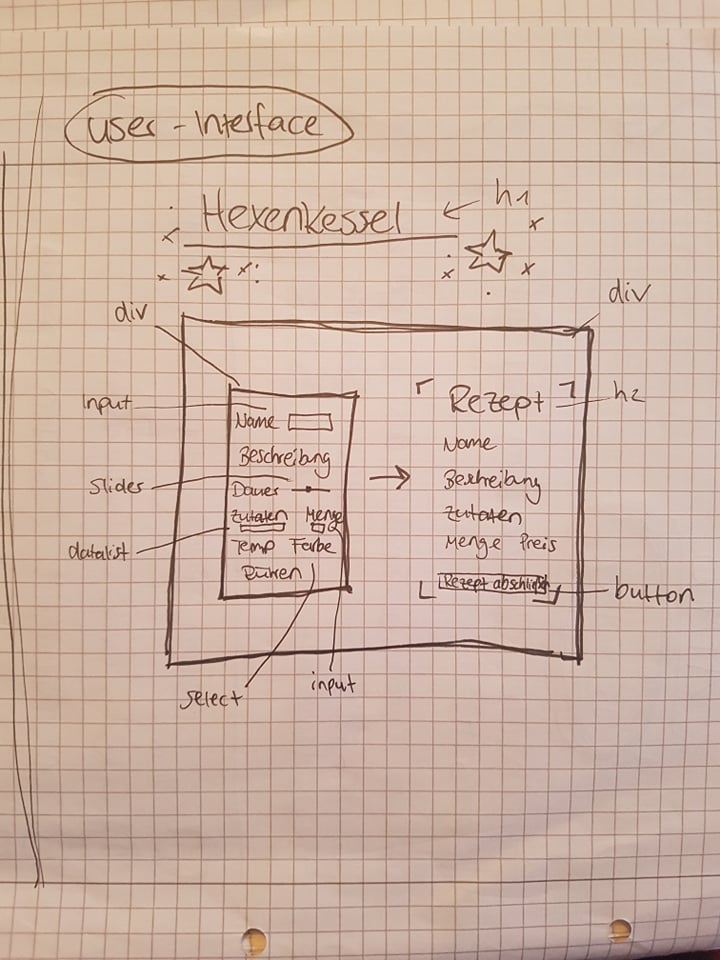 User - Interface
Hexenkessel
h1
div
div
input
Rezept
h2
Name
Name
Beschreibung
Slider
Dauer
Beschreibung
Zutaten Menge
Zutaten
datalist
Temp Farbe
Menge Preis
Rühren
Rezept abschließen
button
select
input